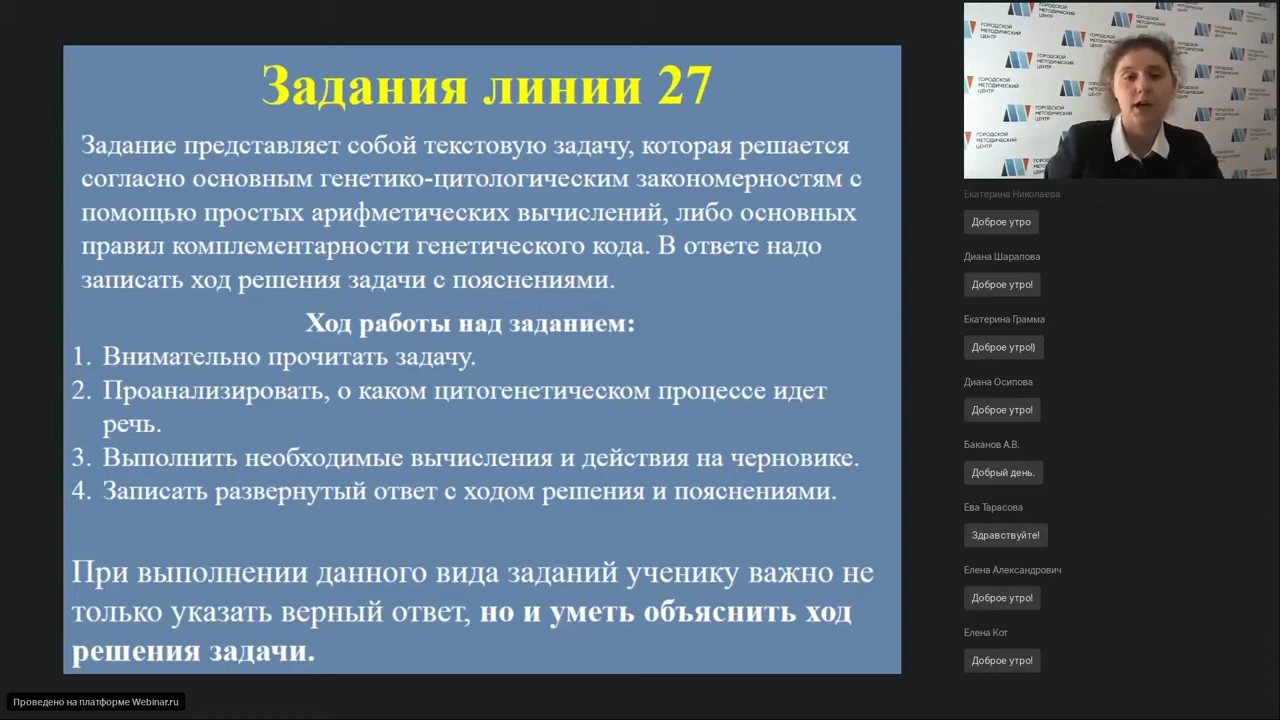 Задания линии 27
Задание представляет собой текстовую задачу, которая решается
согласно основным генетико-цитологическим закономерностям с
помощью простых арифметических вычислений, либо основных
правил комплементарности генетического кода. В ответе надо
записать ход решения задачи с пояснениями.
Ход работы над заданием:
1. Внимательно прочитать задачу.
2. Проанализировать, о каком цитогенетическом процессе идет
речь.
3. Выполнить необходимые вычисления и действия на черновике.
4. Записать развернутый ответ с ходом решения и пояснениями.
При выполнении данного вида заданий ученику важно не
только указать верный ответ, но и уметь объяснить ход
решения задачи.
ГОРОДСКОЙ
МЕТОДИЧЕСКИЙ
ЦЕНТР
Екатерина Николаева
Доброе утро
Диана Шарапова
Доброе утро!
Екатерина Грамма
Доброе утро!)
Диана Осипова
Доброе утро!
Баканов А.В.
Добрый день.
Ева Тарасова
Здравствуйте!
Елена Александрович
Доброе утро!
Елена Кот
Доброе утро!
Проведено на платформе Webinar.ru